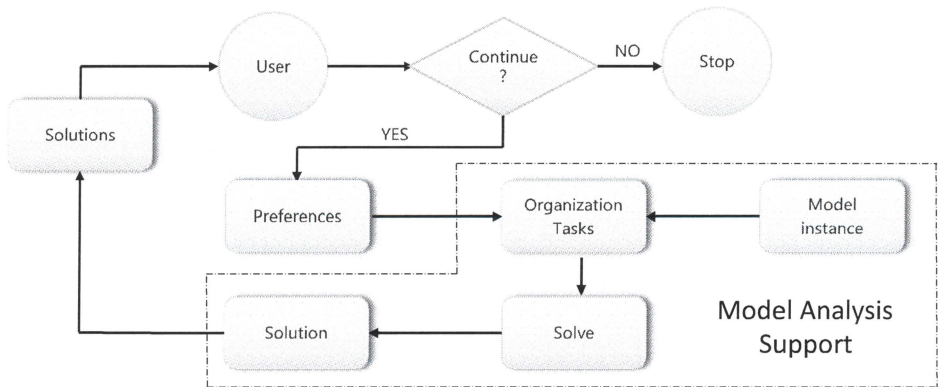 User
Continue
?
NO
Stop
Solutions
YES
Preferences
Organization
Tasks
Model
instance
Solution
Solve
Model Analysis
Support